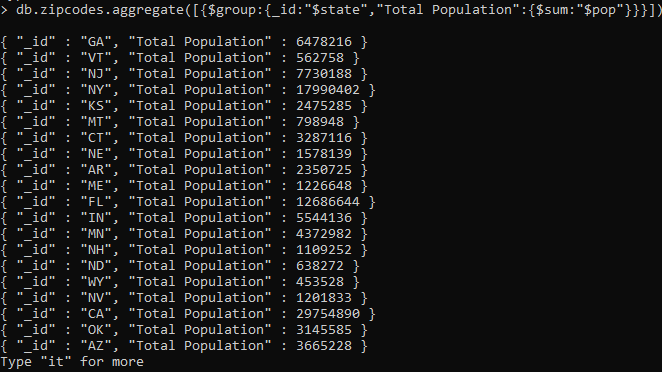 > db.zipcodes.aggregate([{$group:{_id:"$state","Total Population":{$sum:"$pop"}}}])
{ "_id" : "GA", "Total Population" : 6478216 }
{ "_id" : "VT", "Total Population" : 562758 }
{ "_id" : "NJ", "Total Population" : 7730188 }
{ "_id" : "NY", "Total Population" : 17990402 }
{ "_id" : "KS", "Total Population" : 2475285 }
{ "_id" : "MT", "Total Population" : 798948 }
{ "_id" : "CT", "Total Population" : 3287116 }
{ "_id" : "NE", "Total Population" : 1578139 }
{ "_id" : "AR", "Total Population" : 2350725 }
{ "_id" : "ME", "Total Population" : 1226648 }
{ "_id" : "FL", "Total Population" : 12686644 }
{ "_id" : "IN", "Total Population" : 5544136 }
{ "_id" : "MN", "Total Population" : 4372982 }
{ "_id" : "NH", "Total Population" : 1109252 }
{ "_id" : "ND", "Total Population" : 638272 }
{ "_id" : "WY", "Total Population" : 453528 }
{ "_id" : "NV", "Total Population" : 1201833 }
{ "_id" : "CA", "Total Population" : 29754890 }
{ "_id" : "OK", "Total Population" : 3145585 }
{ "_id" : "AZ", "Total Population" : 3665228 }
Type "it" for more